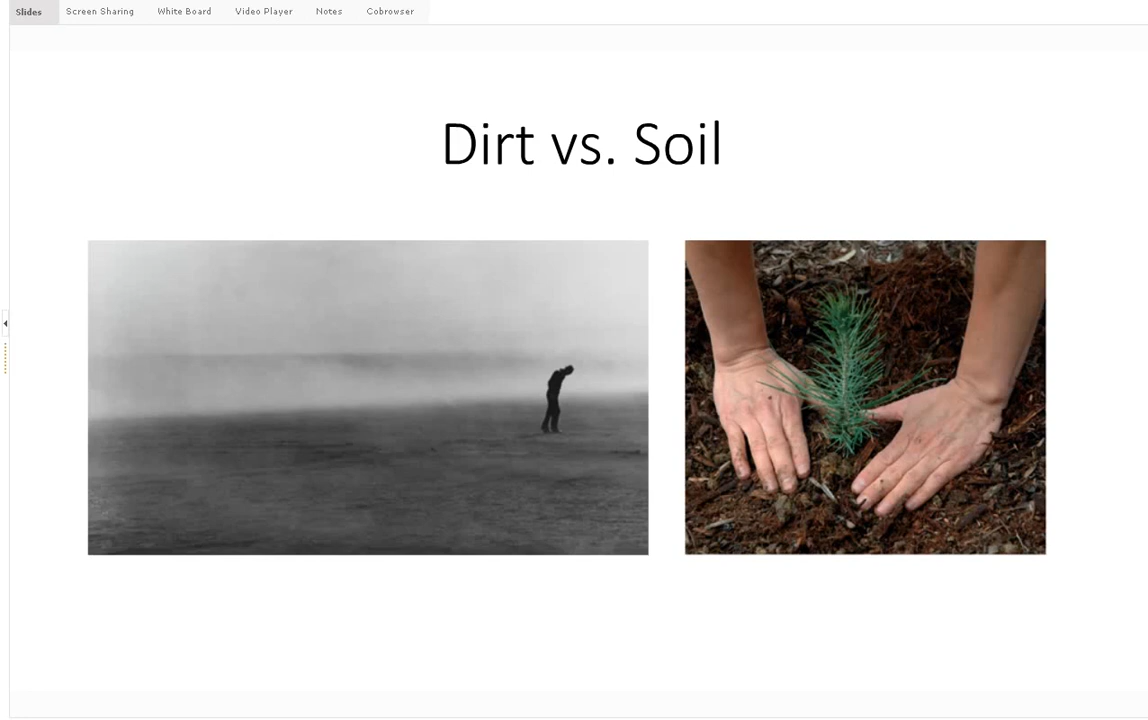 Slides Screen Sharing White Board Video Player Notes Cobrowser
Dirt vs. Soil